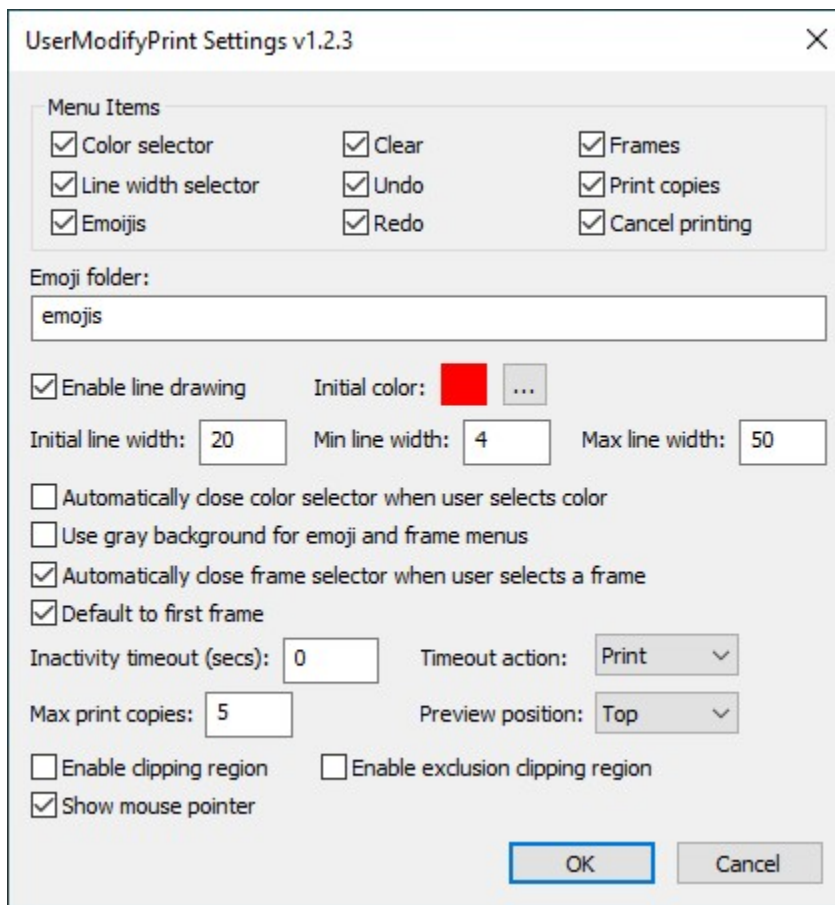 UserModifyPrint Settings v1.2.3
Menu Items
Color selector Clear Frames
Line width selector Undo Print copies
Emoijis Redo Cancel printing
Emoji folder:
emojis
Enable line drawing Initial color: ...
Initial line width: 20 Min line width: 4 Max line width: 50
Automatically close color selector when user selects color
Use gray background for emoji and frame menus
Automatically close frame selector when user selects a frame
Default to first frame
Inactivity timeout (secs): 0 Timeout action: Print
Max print copies: 5 Preview position: Top
Enable clipping region Enable exclusion clipping region
Show mouse pointer
OK Cancel